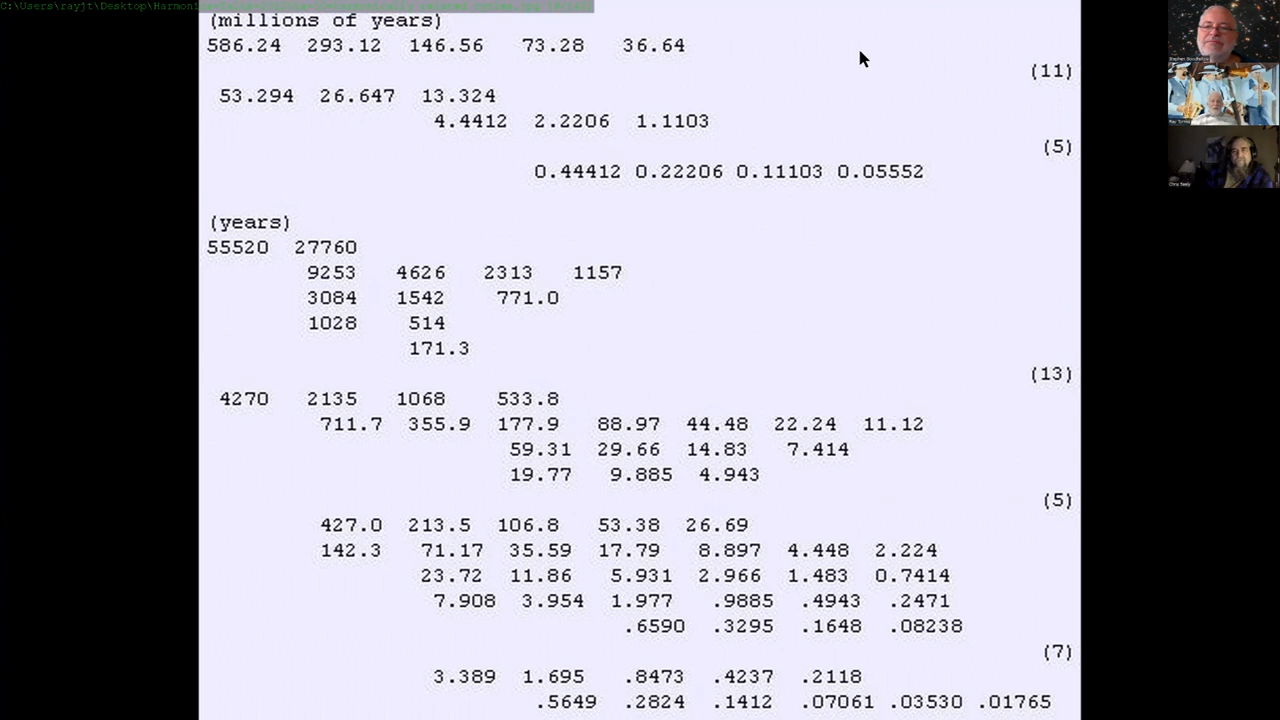 C:\Users\rayjt\Desktop\Harmoni
(millions of years)
586.24 293.12 146.56 73.28 36.64
(11)
53.294 26.647 13.324
4.4412 2.2206 1.1103
(5)
0.44412 0.22206 0.11103 0.05552
(years)
55520 27760
9253 4626 2313 1157
3084 1542 771.0
1028 514
171.3
(13)
4270 2135 1068 533.8
711.7 355.9 177.9 88.97 44.48 22.24 11.12
59.31 29.66 14.83 7.414
19.77 9.885 4.943
(5)
427.0 213.5 106.8 53.38 26.69
142.3 71.17 35.59 17.79 8.897 4.448 2.224
23.72 11.86 5.931 2.966 1.483 0.7414
7.908 3.954 1.977 .9885 .4943 .2471
.6590 .3295 .1648 .08238
(7)
3.389 1.695 .8473 .4237 .2118
.5649 .2824 .1412 .07061 .03530 .01765